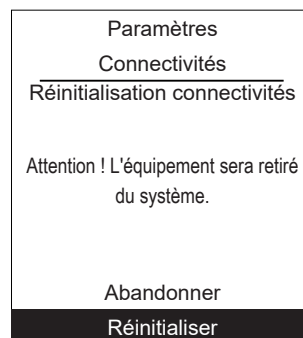 Paramètres
Connectivités
Réinitialisation connectivités
Attention ! L'équipement sera retiré
du système.
Abandonner
Réinitialiser